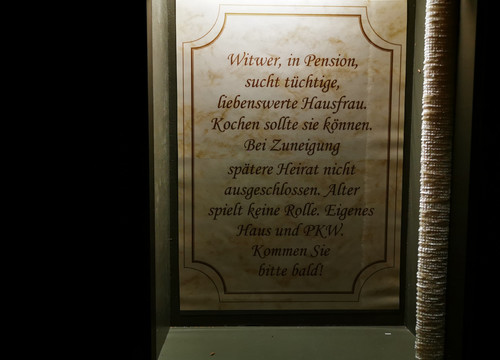 Witwer, in Pension,
sucht tüchtige,
liebenswerte Hausfrau.
Kochen sollte sie können.
Bei Zuneigung
spätere Heirat nicht
ausgeschlossen. Alter
spielt keine Rolle. Eigenes
Haus und PKW.
Kommen Sie
bitte bald!